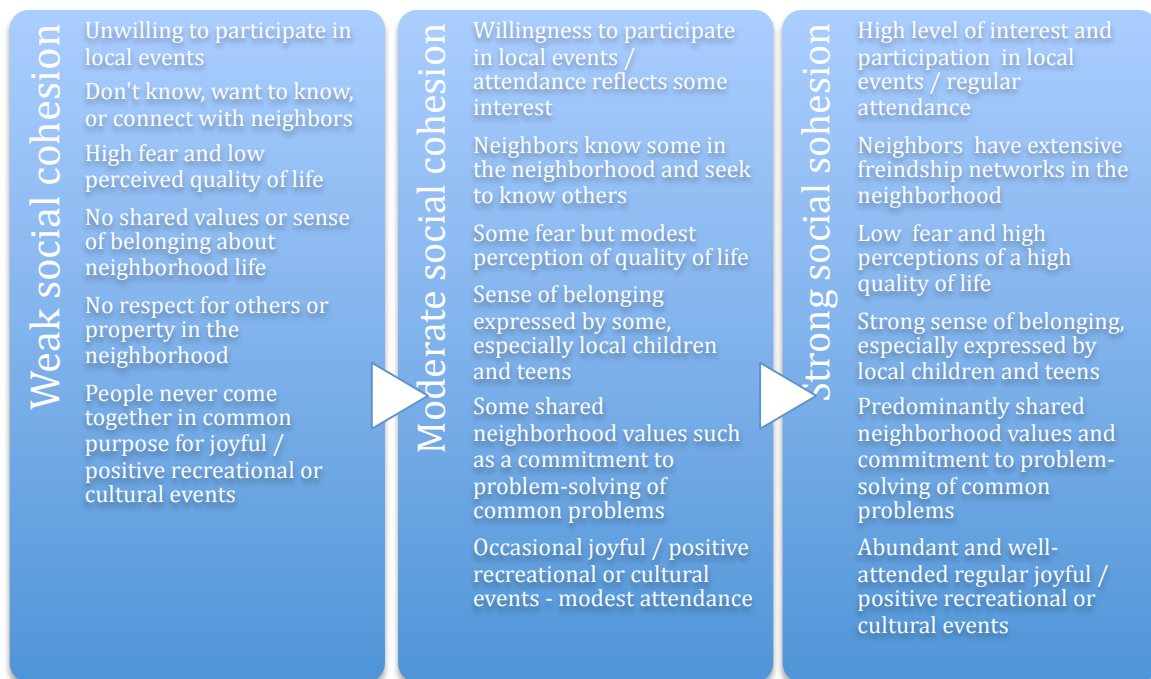 Weak social cohesion
Unwilling to participate in
local events
Don't know, want to know,
or connect with neighbors
High fear and low
perceived quality of life
No shared values or sense
of belonging about
neighborhood life
No respect for others or
property in the
neighborhood
People never come
together in common
purpose for joyful /
positive recreational or
cultural events
Moderate social cohesion
Willingness to participate
in local events /
attendance reflects some
interest
Neighbors know some in
the neighborhood and seek
to know others
Some fear but modest
perception of quality of life
Sense of belonging
expressed by some,
especially local children
and teens
Some shared
neighborhood values such
as a commitment to
problem-solving of
common problems
Occasional joyful / positive
recreational or cultural
events - modest attendance
Strong social sohesion
High level of interest and
participation in local
events / regular
attendance
Neighbors have extensive
freindship networks in the
neighborhood
Low fear and high
perceptions of a high
quality of life
Strong sense of belonging,
especially expressed by
local children and teens
Predominantly shared
neighborhood values and
commitment to problem-
solving of common
problems
Abundant and well-
attended regular joyful /
positive recreational or
cultural events